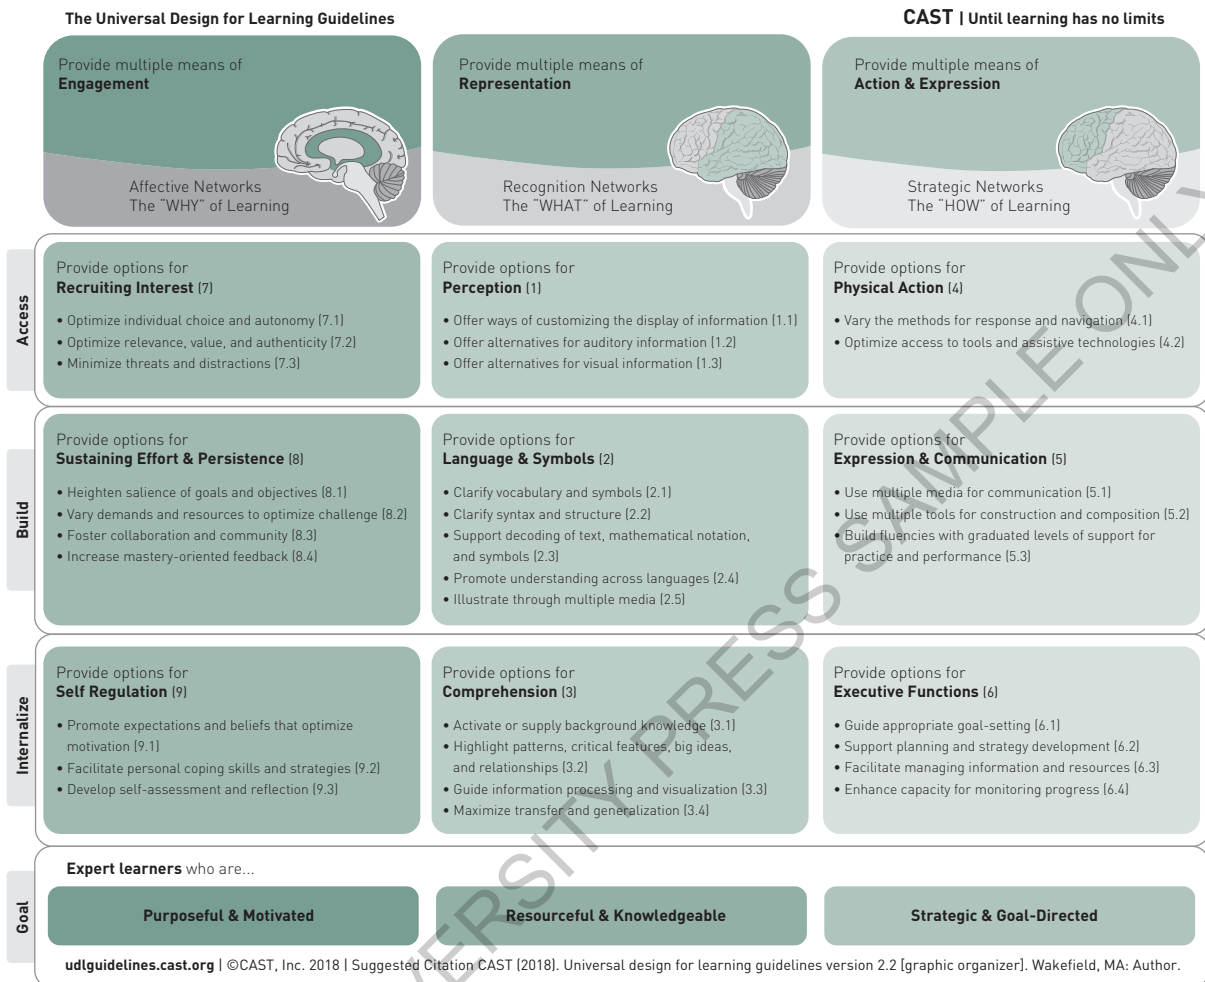 The Universal Design for Learning Guidelines
CAST | Until learning has no limits
Provide multiple means of
Engagement
Affective Networks
The "WHY" of Learning
Provide multiple means of
Representation
Recognition Networks
The "WHAT" of Learning
Provide multiple means of
Action & Expression
Strategic Networks
The "HOW" of Learning
Access
Provide options for
Recruiting Interest (7)
• Optimize individual choice and autonomy (7.1)
• Optimize relevance, value, and authenticity (7.2)
• Minimize threats and distractions (7.3)
Provide options for
Perception (1)
• Offer ways of customizing the display of information (1.1)
• Offer alternatives for auditory information (1.2)
• Offer alternatives for visual information (1.3)
Provide options for
Physical Action (4)
• Vary the methods for response and navigation (4.1)
• Optimize access to tools and assistive technologies (4.2)
Build
Provide options for
Sustaining Effort & Persistence (8)
• Heighten salience of goals and objectives (8.1)
• Vary demands and resources to optimize challenge (8.2)
• Foster collaboration and community (8.3)
• Increase mastery-oriented feedback (8.4)
Provide options for
Language & Symbols (2)
• Clarify vocabulary and symbols (2.1)
• Clarify syntax and structure (2.2)
• Support decoding of text, mathematical notation,
and symbols (2.3)
• Promote understanding across languages (2.4)
• Illustrate through multiple media (2.5)
Provide options for
Expression & Communication (5)
• Use multiple media for communication (5.1)
• Use multiple tools for construction and composition (5.2)
• Build fluencies with graduated levels of support for
practice and performance (5.3)
Internalize
Provide options for
Self Regulation (9)
• Promote expectations and beliefs that optimize
motivation (9.1)
• Facilitate personal coping skills and strategies (9.2)
• Develop self-assessment and reflection (9.3)
Provide options for
Comprehension (3)
• Activate or supply background knowledge (3.1)
• Highlight patterns, critical features, big ideas,
and relationships (3.2)
• Guide information processing and visualization (3.3)
• Maximize transfer and generalization (3.4)
Provide options for
Executive Functions (6)
• Guide appropriate goal-setting (6.1)
• Support planning and strategy development (6.2)
• Facilitate managing information and resources (6.3)
• Enhance capacity for monitoring progress (6.4)
Goal
Expert learners who are...
Purposeful & Motivated
Resourceful & Knowledgeable
Strategic & Goal-Directed
udlguidelines.cast.org | ©CAST, Inc. 2018 | Suggested Citation CAST (2018). Universal design for learning guidelines version 2.2 [graphic organizer]. Wakefield, MA: Author.
VERSITY PRESS SAMPLE ONLY